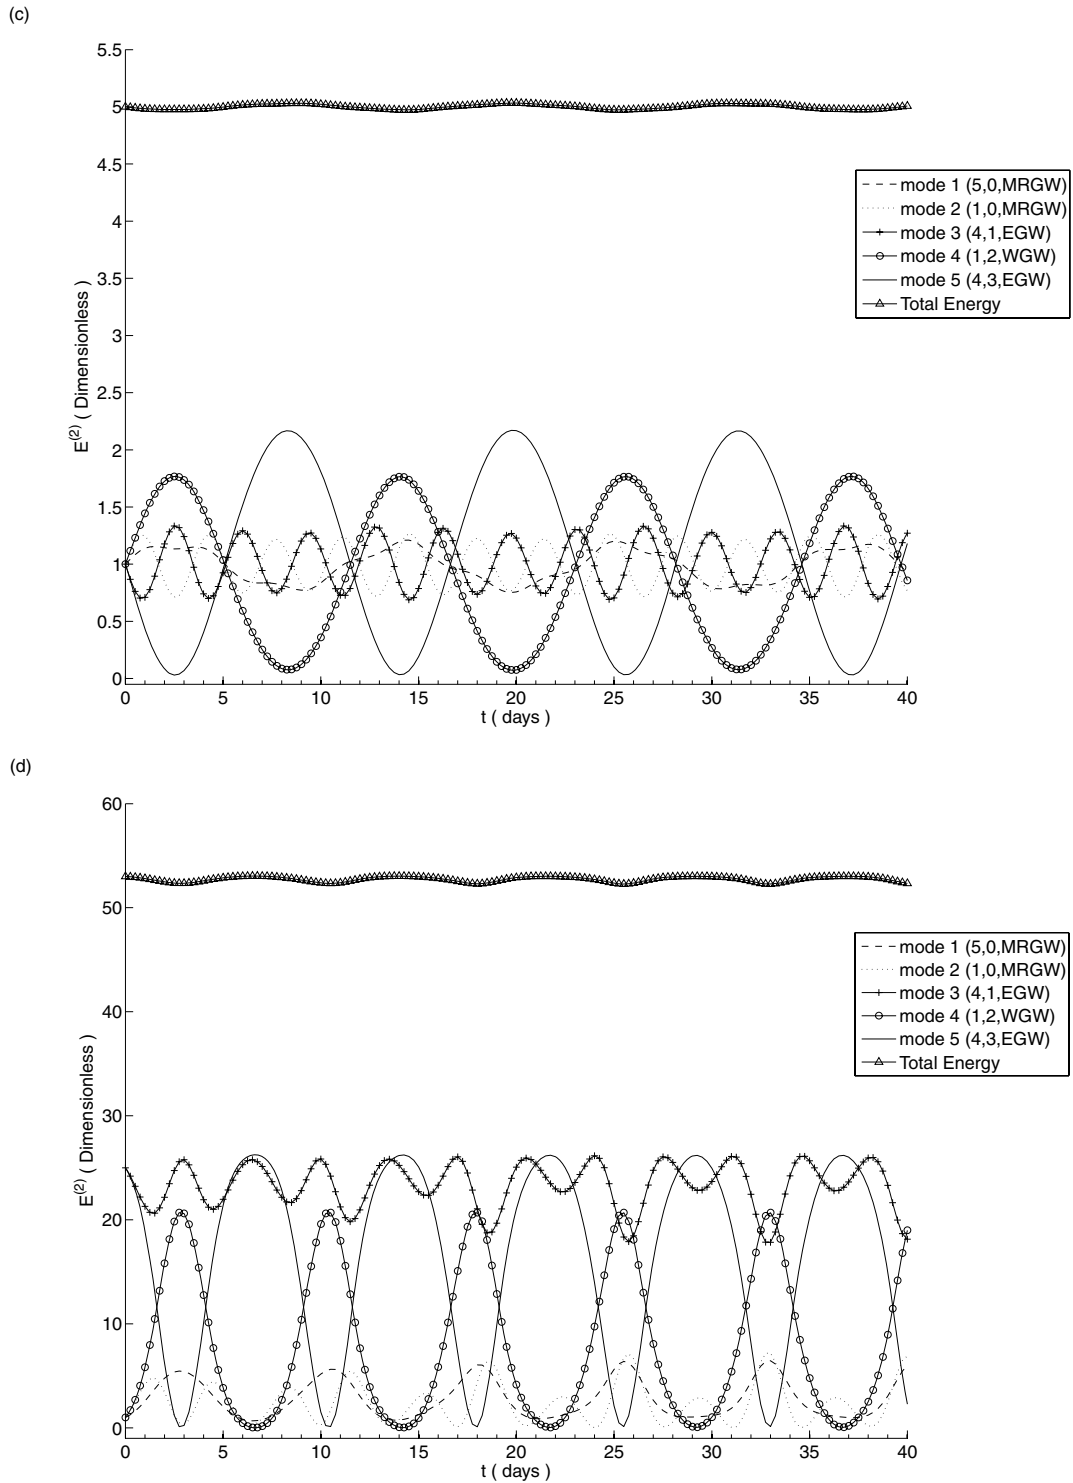 (c)
5.5
5
4.5
4
3.5
3
2.5
2
1.5
1
0.5
0
E(2) ( Dimensionless )
0 5 10 15 20 25 30 35 40
t ( days )
mode 1 (5,0,MRGW)
mode 2 (1,0,MRGW)
mode 3 (4,1,EGW)
mode 4 (1,2,WGW)
mode 5 (4,3,EGW)
Total Energy
(d)
60
50
40
30
20
10
0
E(2) ( Dimensionless )
0 5 10 15 20 25 30 35 40
t ( days )
mode 1 (5,0,MRGW)
mode 2 (1,0,MRGW)
mode 3 (4,1,EGW)
mode 4 (1,2,WGW)
mode 5 (4,3,EGW)
Total Energy